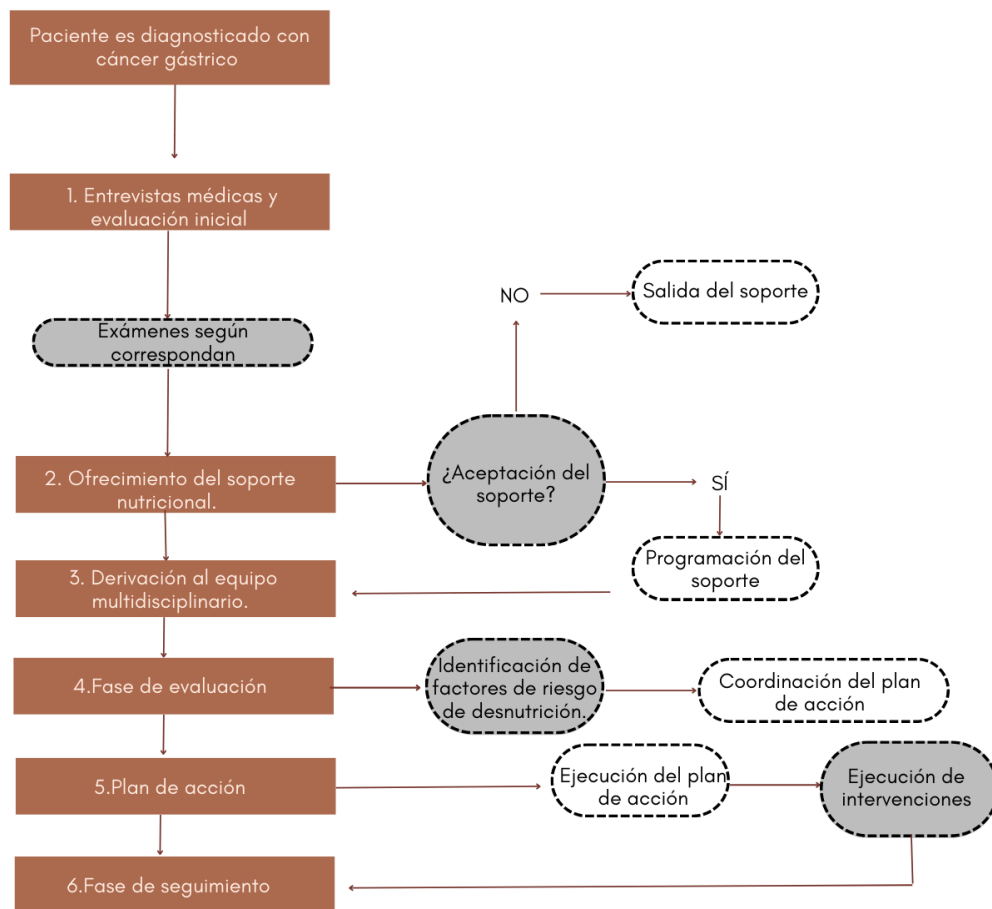 Paciente es diagnosticado con
cáncer gástrico
1. Entrevistas médicas y
evaluación inicial
NO
Salida del soporte
Exámenes según
correspondan
2. Ofrecimiento del soporte
nutricional.
¿Aceptación del
soporte?
SÍ
Programación del
soporte
3. Derivación al equipo
multidisciplinario.
4.Fase de evaluación
Identificación de
factores de riesgo
de desnutrición.
Coordinación del plan
de acción
5.Plan de acción
Ejecución del plan
de acción
Ejecución de
intervenciones
6.Fase de seguimiento